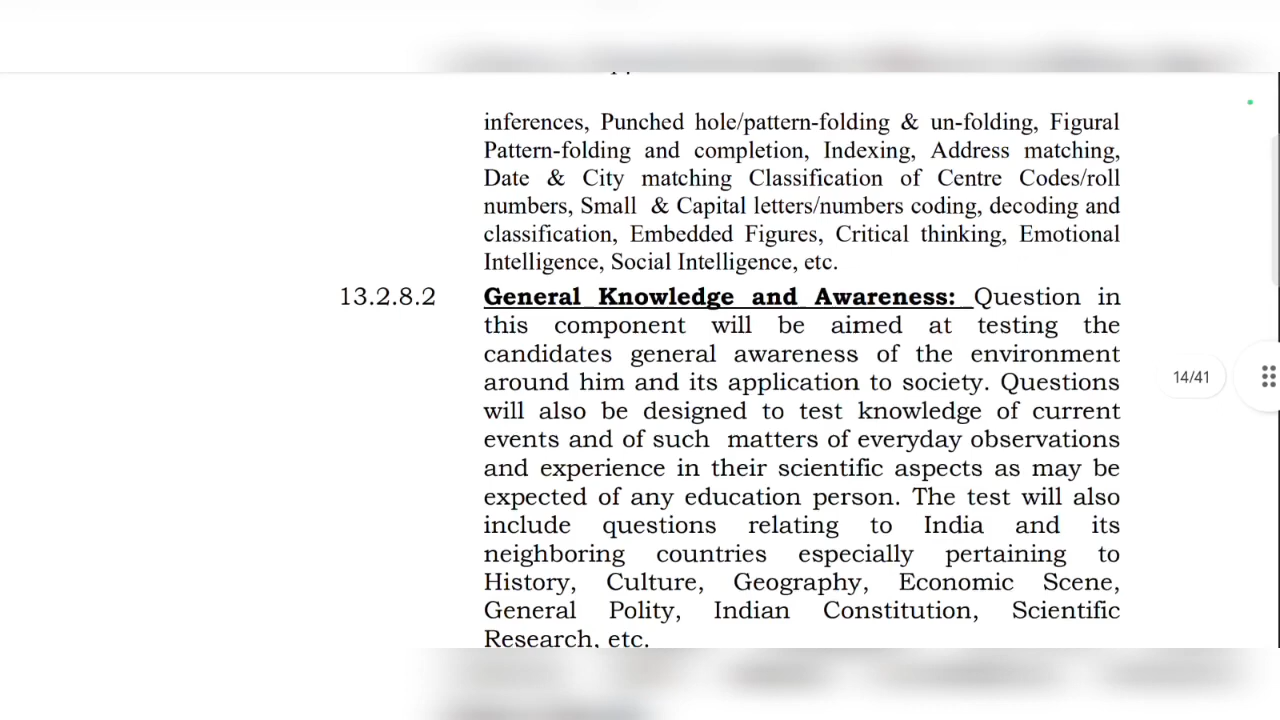 inferences, Punched hole/pattern-folding & un-folding, Figural
Pattern-folding and completion, Indexing, Address matching,
Date & City matching Classification of Centre Codes/roll
numbers, Small & Capital letters/numbers coding, decoding and
classification, Embedded Figures, Critical thinking, Emotional
Intelligence, Social Intelligence, etc.
13.2.8.2 General Knowledge and Awareness: Question in
this component will be aimed at testing the
candidates general awareness of the environment
around him and its application to society. Questions
will also be designed to test knowledge of current
events and of such matters of everyday observations
and experience in their scientific aspects as may be
expected of any education person. The test will also
include questions relating to India and its
neighboring countries especially pertaining to
History, Culture, Geography, Economic Scene,
General Polity, Indian Constitution, Scientific
Research, etc.
14/41